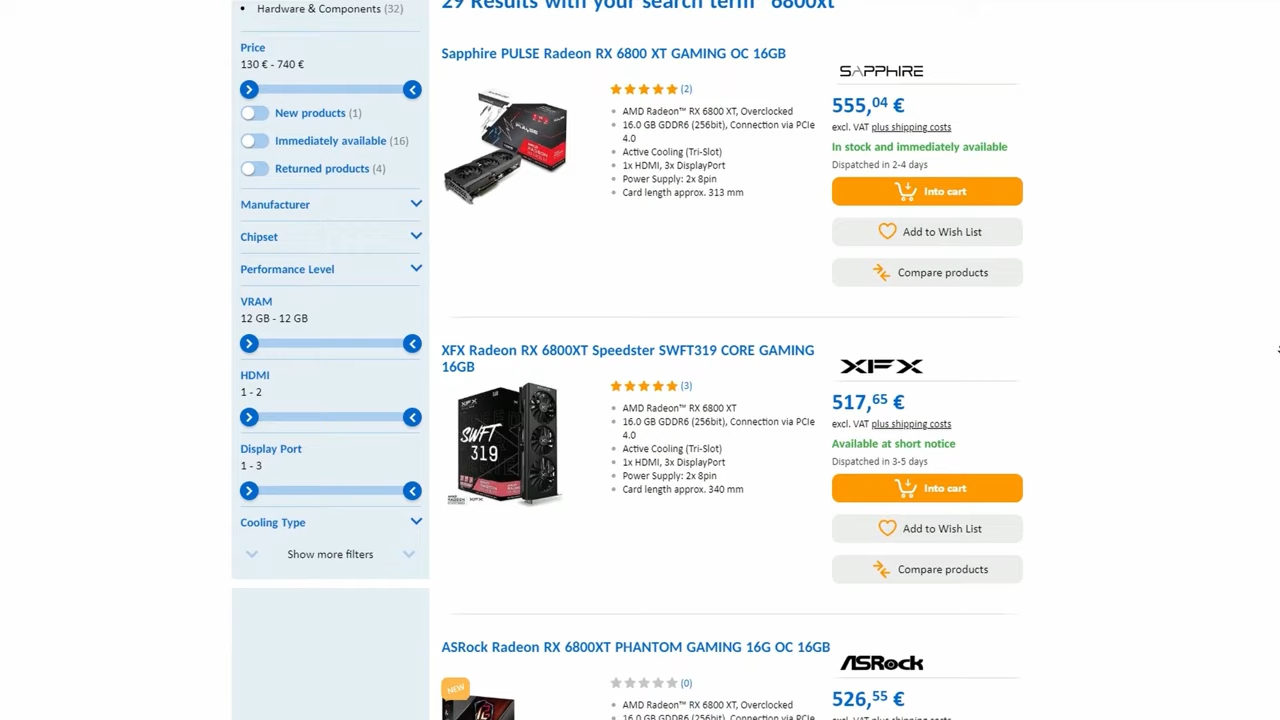 • Hardware & Components (32)
Price
130 € - 740 €
New products (1)
Immediately available (16)
Returned products (4)
Manufacturer
Chipset
Performance Level
VRAM
12 GB - 12 GB
HDMI
1 - 2
Display Port
1 - 3
Cooling Type
Show more filters
29 Results with your search term "6800xt"
Sapphire PULSE Radeon RX 6800 XT GAMING OC 16GB
PULSE
(2)
AMD Radeon™ RX 6800 XT, Overclocked
16.0 GB GDDR6 (256bit), Connection via PCIe
4.0
Active Cooling (Tri-Slot)
1x HDMI, 3x DisplayPort
Power Supply: 2x 8pin
Card length approx. 313 mm
SAPPHIRE
555,04 €
excl. VAT plus shipping costs
In stock and immediately available
Dispatched in 2-4 days
Into cart
Add to Wish List
Compare products
XFX Radeon RX 6800XT Speedster SWFT319 CORE GAMING
16GB
XFX
SWFT
319
XFX
(3)
AMD Radeon™ RX 6800 XT
16.0 GB GDDR6 (256bit), Connection via PCIe
4.0
Active Cooling (Tri-Slot)
1x HDMI, 3x DisplayPort
Power Supply: 2x 8pin
Card length approx. 340 mm
XFX
517,65 €
excl. VAT plus shipping costs
Available at short notice
Dispatched in 3-5 days
Into cart
Add to Wish List
Compare products
ASRock Radeon RX 6800XT PHANTOM GAMING 16G OC 16GB
NEW
(0)
AMD Radeon™ RX 6800 XT, Overclocked
16.0 GB GDDR6 (256bit), Connection via PCIe
ASRock
526,55 €
excl. VAT plus shipping costs